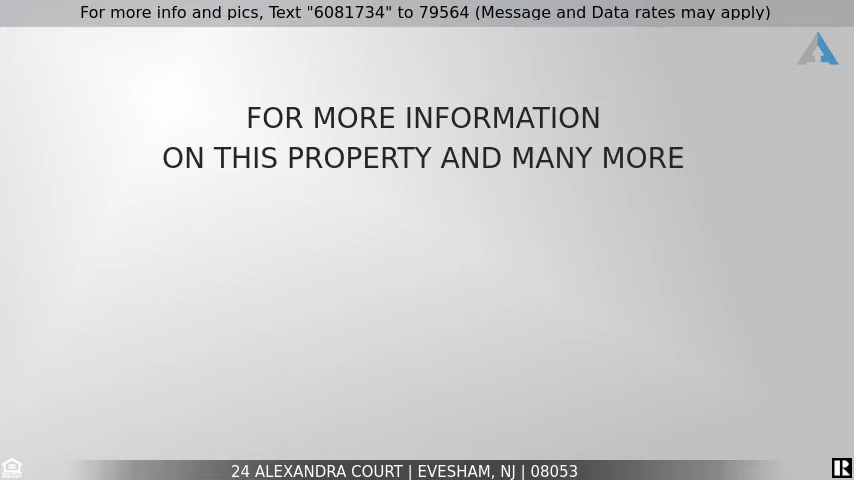 For more info and pics, Text "6081734" to 79564 (Message and Data rates may apply)
FOR MORE INFORMATION
ON THIS PROPERTY AND MANY MORE
24 ALEXANDRA COURT | EVESHAM, NJ | 08053